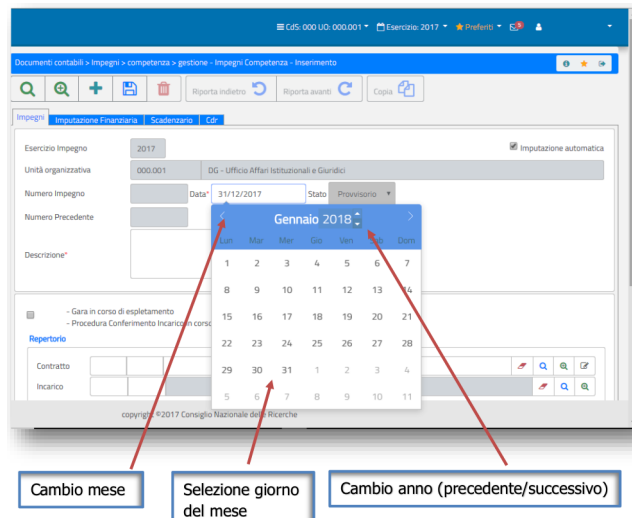 CdS: 000 UO: 000.001 Esercizio: 2017 Preferiti
Documenti contabili > Impegni > competenza > gestione - Impegni Competenza - Inserimento
Riporta indietro Riporta avanti Copia
Impegni Imputazione Finanziaria Scadenzario Cdr
Esercizio Impegno 2017 Imputazione automatica
Unità organizzativa 000.001 DG - Ufficio Affari Istituzionali e Giuridici
Numero Impegno Data* 31/12/2017 Stato Provvisorio
Numero Precedente
Gennaio 2018
Lun Mar Mer Gio Ven Sab Dom
Descrizione*
1 2 3 4 5 6 7
8 9 10 11 12 13 14
15 16 17 18 19 20 21
22 23 24 25 26 27 28
29 30 31 1 2 3 4
5 6 7 8 9 10 11
- Gara in corso di espletamento
- Procedura Conferimento Incarico in corso
Repertorio
Contratto
Incarico
copyright ©2017 Consiglio Nazionale delle Ricerche
Cambio mese
Selezione giorno
del mese
Cambio anno (precedente/successivo)